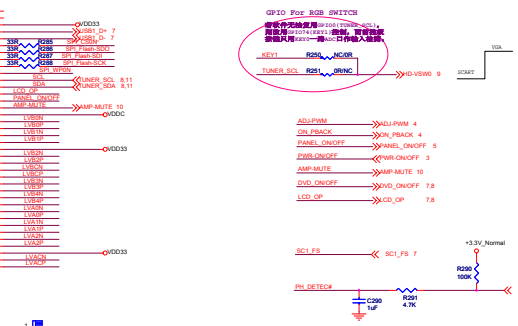 GPIO For RGB SWITCH
VDD33
USB1_D+ 7
USB1_D- 7
33R R285 SPI_CSBN
33R R286 SPI_Flash-SDO
33R R287 SPI_Flash-SDI
33R R288 SPI_Flash-SCK
SPI_WP0N
SCL TUNER_SCL 8,11
SDA TUNER_SDA 8,11
LCD_OP
PANEL_ON/OFF
AMP-MUTE AMP-MUTE 10
VDDC
LVB0N
LVB0P
LVB1N
LVB1P
VDD33
LVB2N
LVB2P
LVBCN
LVBCP
LVB3N
LVB3P
LVB4N
LVB4P
LVA0N
LVA0P
LVA1N
LVA1P
LVA2N
LVA2P
VDD33
LVACN
LVACP
KEY1 R250 NC/0R
TUNER_SCL R251 0R/NC HD-VSW0 9
VGA
SCART
ADJ-PWM ADJ-PWM 4
ON_PBACK ON_PBACK 4
PANEL_ON/OFF PANEL_ON/OFF 5
PWR-ON/OFF PWR-ON/OFF 3
AMP-MUTE AMP-MUTE 10
DVD_ON/OFF DVD_ON/OFF 7,8
LCD_OP LCD_OP 7,8
SC1_FS SC1_FS 7
+3.3V_Normal
R290
100K
PH_DETEC#
R291
4.7K
C290
1uF